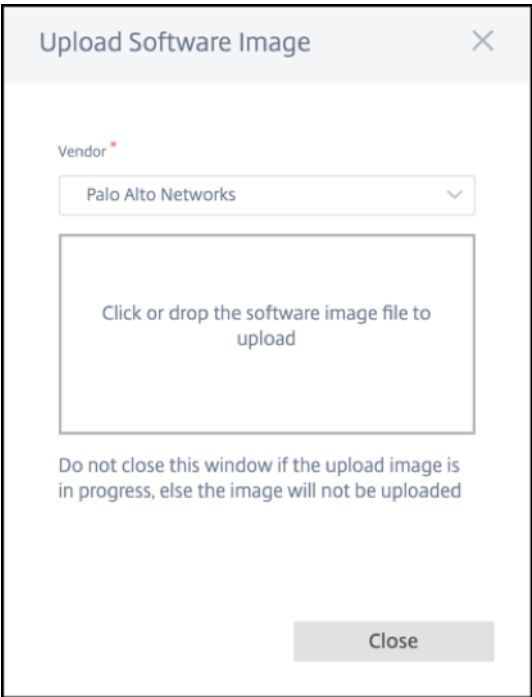 Upload Software Image
Vendor *
Palo Alto Networks
Click or drop the software image file to
upload
Do not close this window if the upload image is
in progress, else the image will not be uploaded
Close